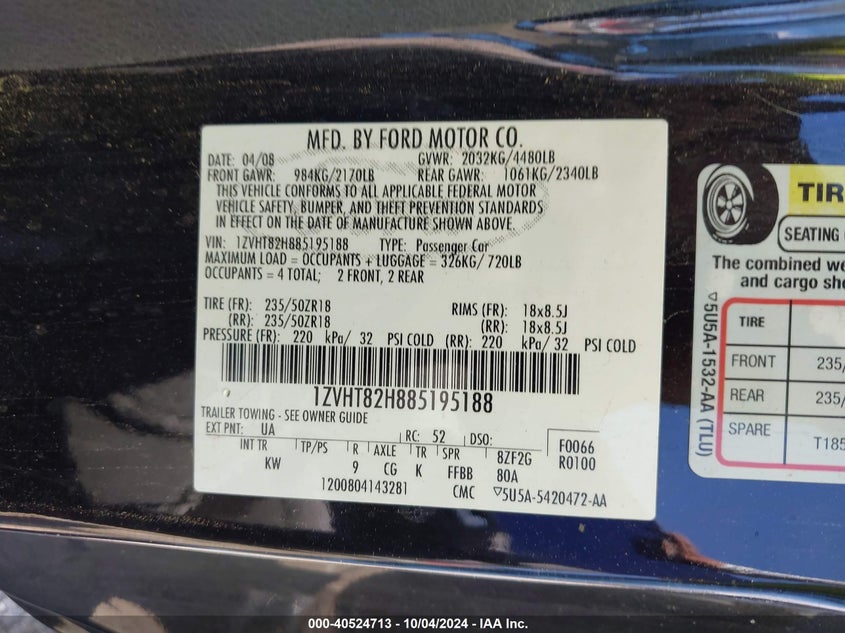 MFD. BY FORD MOTOR CO.
DATE: 04/08 GVWR: 2032KG/4480LB
FRONT GAWR: 984KG/2170LB REAR GAWR: 1061KG/2340LB
THIS VEHICLE CONFORMS TO ALL APPLICABLE FEDERAL MOTOR
VEHICLE SAFETY, BUMPER, AND THEFT PREVENTION STANDARDS
IN EFFECT ON THE DATE OF MANUFACTURE SHOWN ABOVE.
VIN: 1ZVHT82H885195188 TYPE: Passenger Car
MAXIMUM LOAD = OCCUPANTS + LUGGAGE = 326KG/720LB
OCCUPANTS = 4 TOTAL; 2 FRONT, 2 REAR
TIRE (FR): 235/50ZR18 RIMS (FR): 18x8.5J
(RR): 235/50ZR18 (RR): 18x8.5J
PRESSURE (FR): 220 kPa/ 32 PSI COLD (RR): 220 kPa/ 32 PSI COLD
1ZVHT82H885195188
TRAILER TOWING - SEE OWNER GUIDE
EXT PNT: UA RC: 52 DSO: F0066
INT TR TP/PS R AXLE TR SPR 8ZF2G R0100
KW 9 CG K FFBB 80A
1200804143281 CMC ▽5U5A-5420472-AA
TIR
SEATING
The combined we
and cargo sho
TIRE
FRONT 235/
REAR 235/
SPARE T185
▽5U5A-1532-AA (TLU)
000-40524713 - 10/04/2024 - IAA Inc.